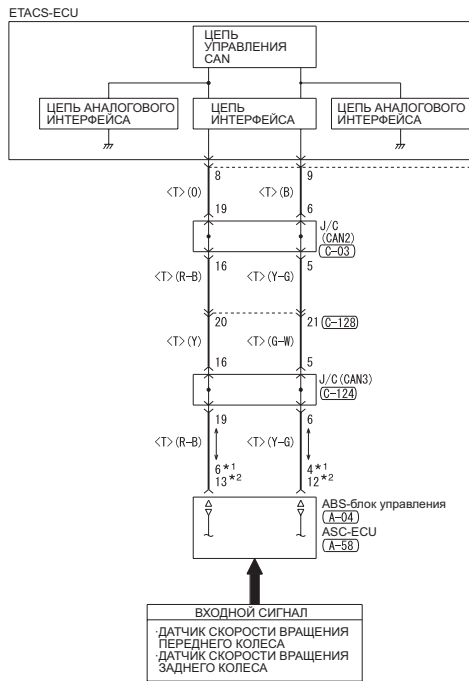 ETACS-ECU
ЦЕПЬ
УПРАВЛЕНИЯ
CAN
ЦЕПЬ АНАЛОГОВОГО
ИНТЕРФЕЙСА
ЦЕПЬ
ИНТЕРФЕЙСА
ЦЕПЬ АНАЛОГОВОГО
ИНТЕРФЕЙСА
8 9
<T>(O) <T>(B)
19 6
J/C
(CAN2)
C-03
16 5
<T>(R-B) <T>(Y-G)
20 21 C-128
<T>(Y) <T>(G-W)
16 5
J/C(CAN3)
C-124
19 6
<T>(R-B) <T>(Y-G)
6*1 4*1
13*2 12*2
ABS-блок управления
A-04
ASC-ECU
A-58
ВХОДНОЙ СИГНАЛ
·ДАТЧИК СКОРОСТИ ВРАЩЕНИЯ
ПЕРЕДНЕГО КОЛЕСА
·ДАТЧИК СКОРОСТИ ВРАЩЕНИЯ
ЗАДНЕГО КОЛЕСА